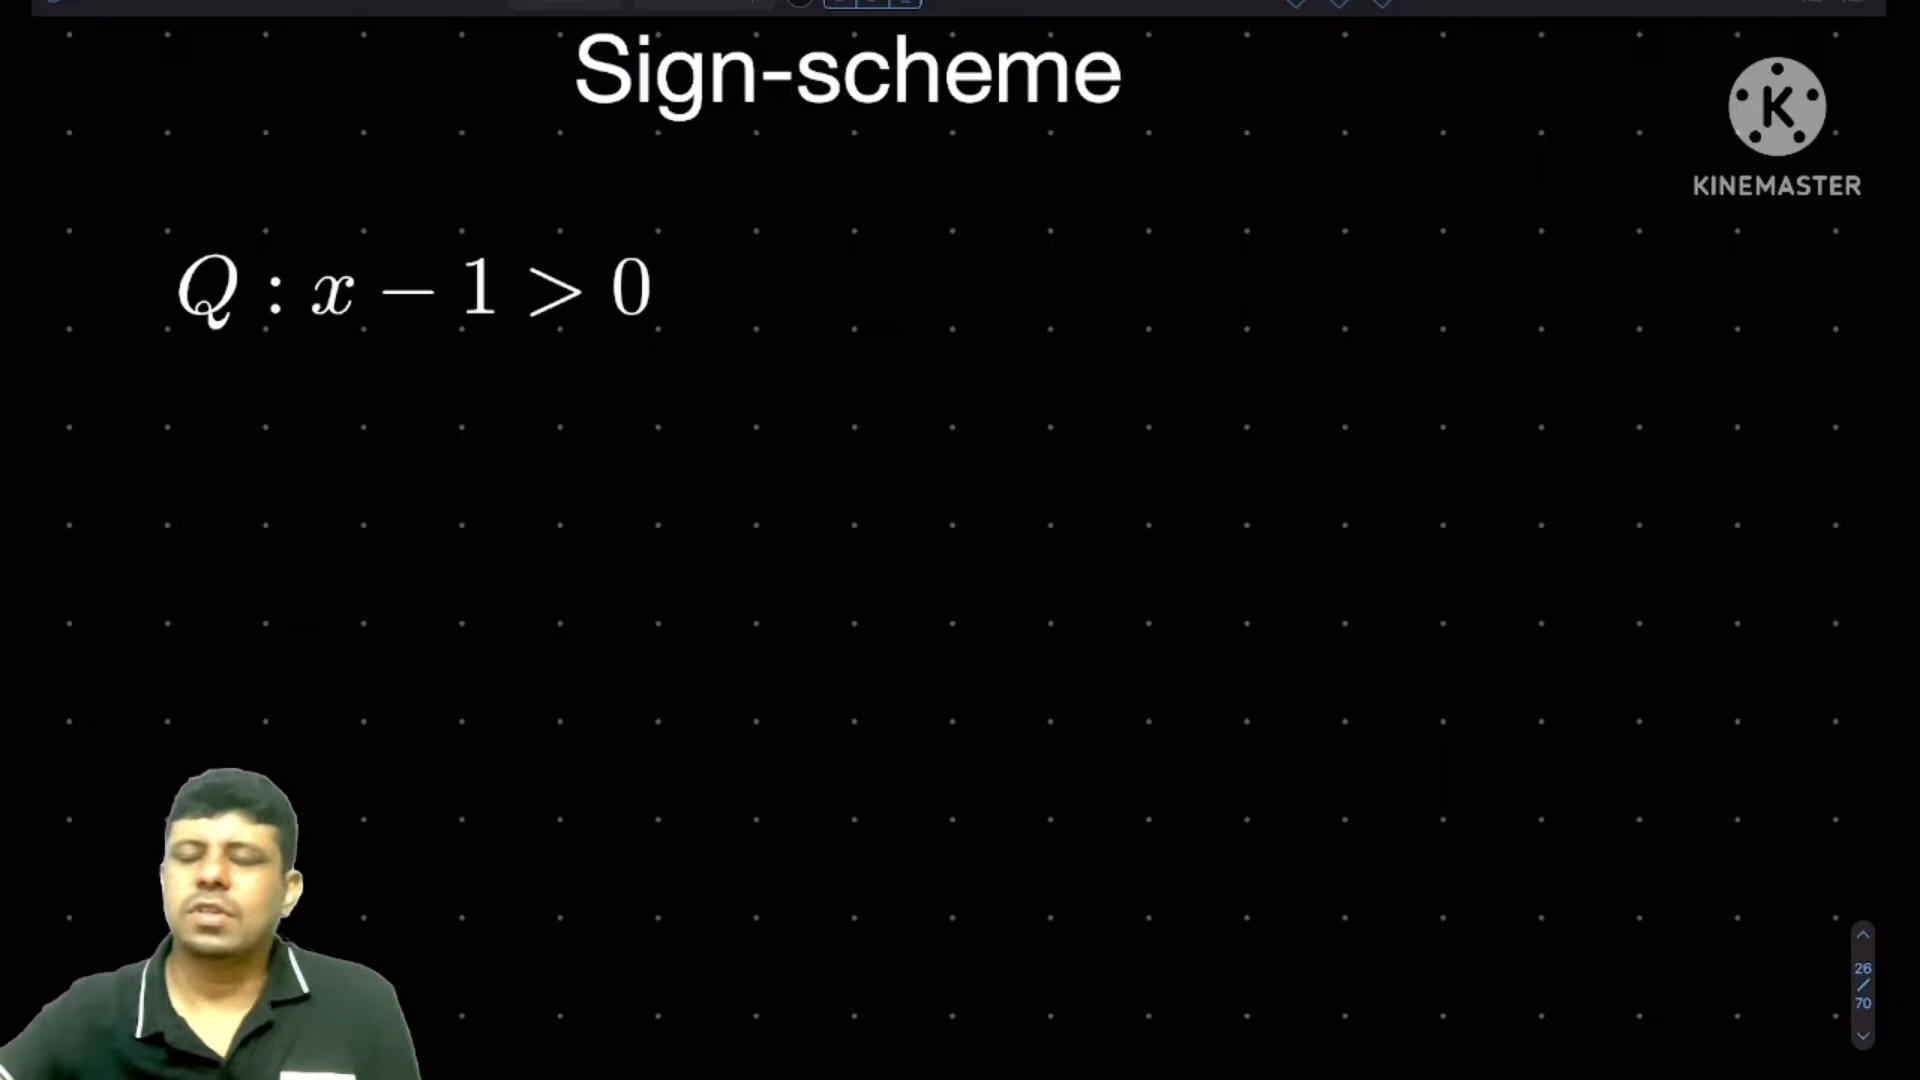 Sign-scheme
K
KINEMASTER
Q : x − 1 > 0
26
/
70